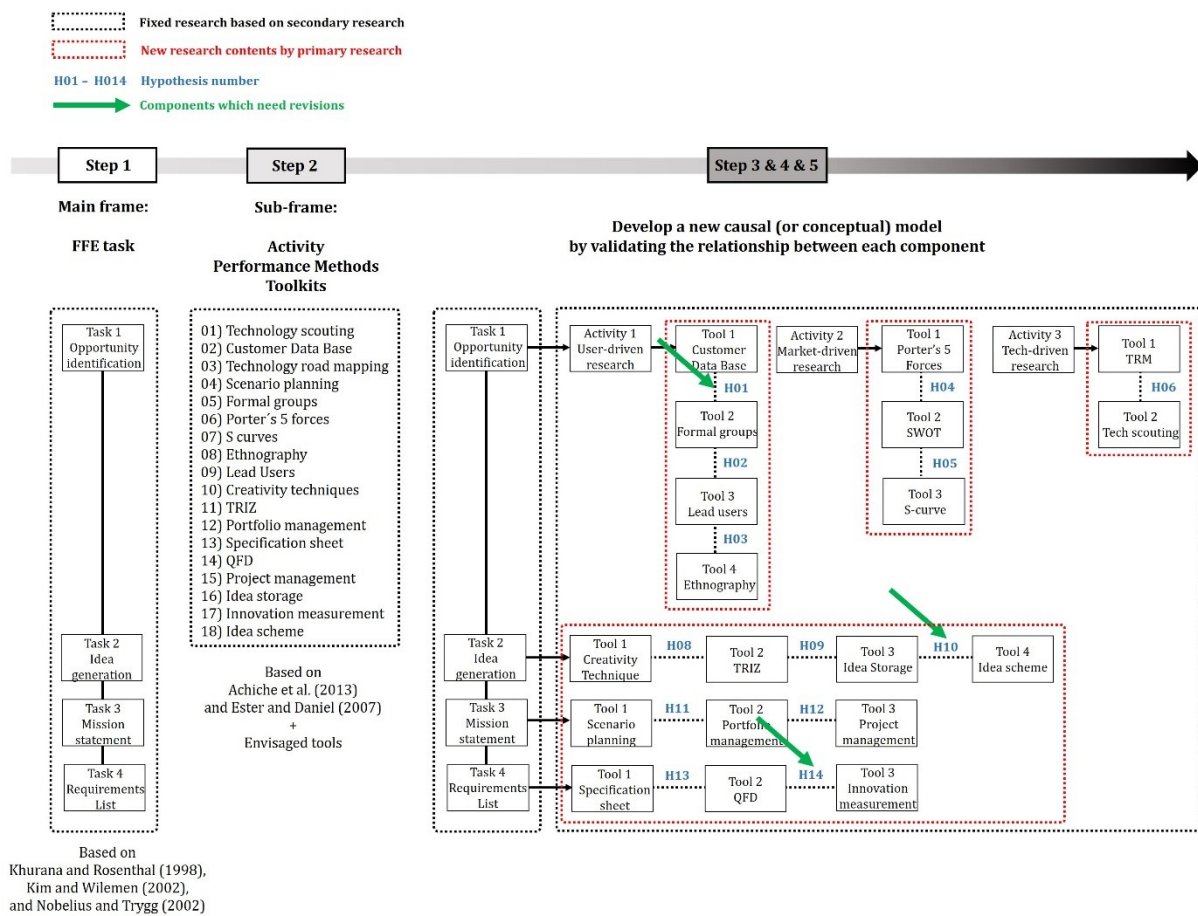 Fixed research based on secondary research
New research contents by primary research
H01 – H014 Hypothesis number
Components which need revisions
Step 1
Step 2
Step 3 & 4 & 5
Main frame:
FFE task
Sub-frame:
Activity
Performance Methods
Toolkits
Develop a new causal (or conceptual) model
by validating the relationship between each component
Task 1
Opportunity
identification
Task 2
Idea
generation
Task 3
Mission
statement
Task 4
Requirements
List
Based on
Khurana and Rosenthal (1998),
Kim and Wilemen (2002),
and Nobelius and Trygg (2002)
01) Technology scouting
02) Customer Data Base
03) Technology road mapping
04) Scenario planning
05) Formal groups
06) Porter´s 5 forces
07) S curves
08) Ethnography
09) Lead Users
10) Creativity techniques
11) TRIZ
12) Portfolio management
13) Specification sheet
14) QFD
15) Project management
16) Idea storage
17) Innovation measurement
18) Idea scheme
Based on
Achiche et al. (2013)
and Ester and Daniel (2007)
+
Envisaged tools
Task 1
Opportunity
identification
Task 2
Idea
generation
Task 3
Mission
statement
Task 4
Requirements
List
Activity 1
User-driven
research
Tool 1
Customer
Data Base
H01
Tool 2
Formal groups
H02
Tool 3
Lead users
H03
Tool 4
Ethnography
Activity 2
Market-driven
research
Tool 1
Porter's 5
Forces
H04
Tool 2
SWOT
H05
Tool 3
S-curve
Activity 3
Tech-driven
research
Tool 1
TRM
H06
Tool 2
Tech scouting
Tool 1
Creativity
Technique
H08
Tool 2
TRIZ
H09
Tool 3
Idea Storage
H10
Tool 4
Idea scheme
Tool 1
Scenario
planning
H11
Tool 2
Portfolio
management
H12
Tool 3
Project
management
Tool 1
Specification
sheet
H13
Tool 2
QFD
H14
Tool 3
Innovation
measurement